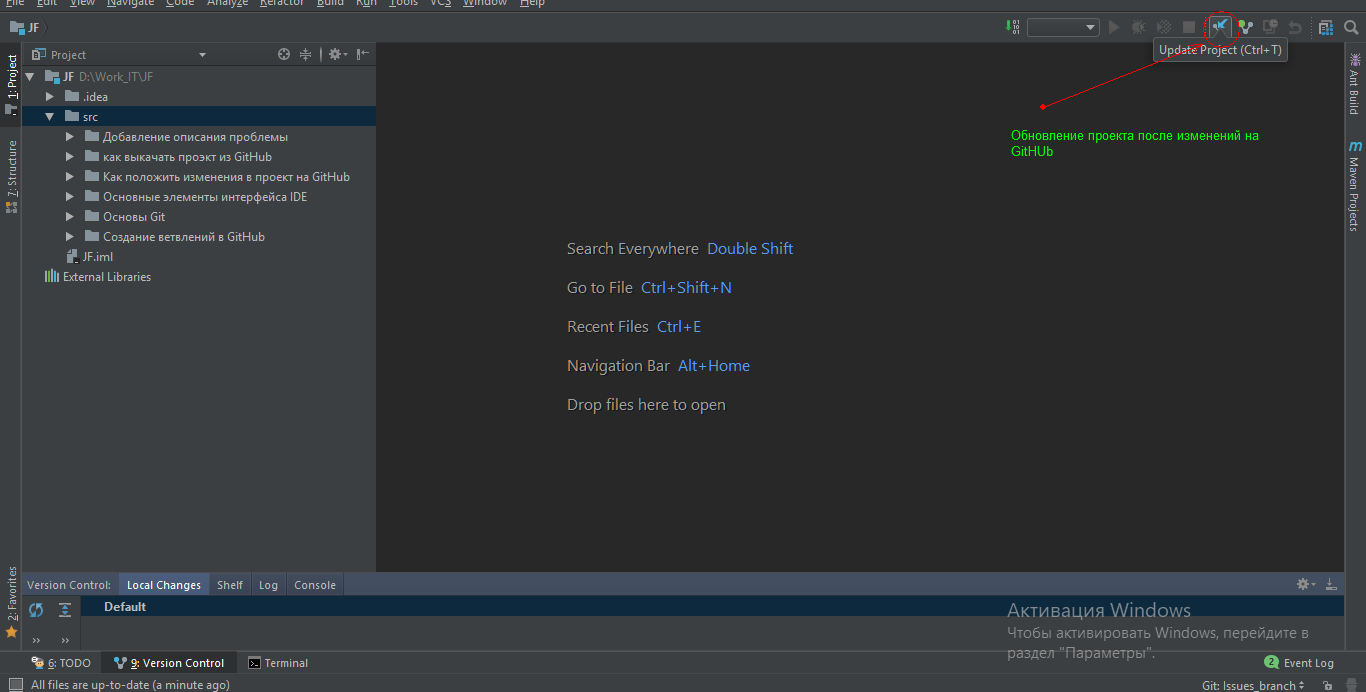 File Edit View Navigate Code Analyze Refactor Build Run Tools VCS Window Help
JF
Update Project (Ctrl+T)
Project
1: Project
JF D:\Work_IT\JF
.idea
src
Добавление описания проблемы
как выкачать проэкт из GitHub
Как положить изменения в проект на GitHub
Основные элементы интерфейса IDE
Основы Git
Создание ветвлений в GitHub
JF.iml
External Libraries
7: Structure
2: Favorites
Обновление проекта после изменений на
GitHUb
Search Everywhere Double Shift
Go to File Ctrl+Shift+N
Recent Files Ctrl+E
Navigation Bar Alt+Home
Drop files here to open
Ant Build
Maven Projects
Version Control: Local Changes Shelf Log Console
Default
Активация Windows
Чтобы активировать Windows, перейдите в
раздел "Параметры".
6: TODO 9: Version Control Terminal 2 Event Log
All files are up-to-date (a minute ago) Git: Issues_branch